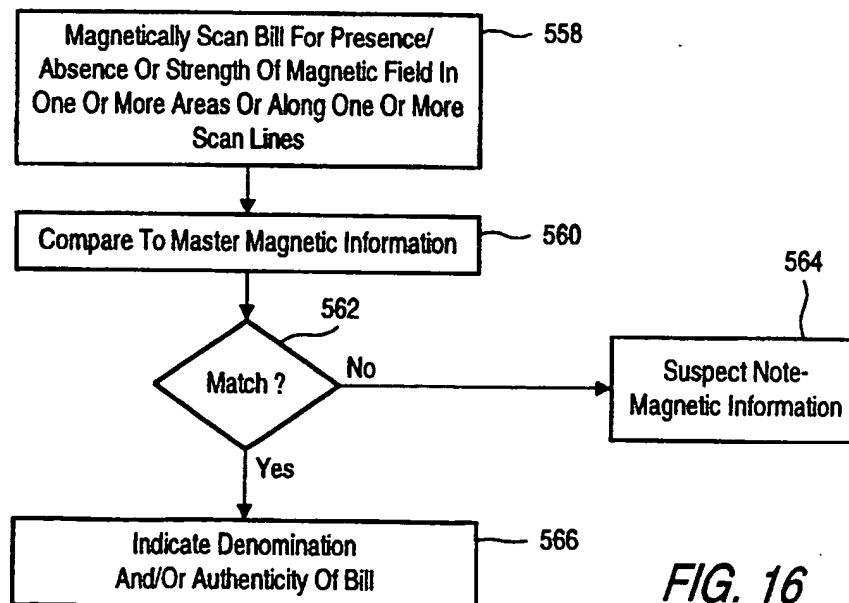 Magnetically Scan Bill For Presence/
Absence Or Strength Of Magnetic Field In
One Or More Areas Or Along One Or More
Scan Lines
558
Compare To Master Magnetic Information
560
562
Match ?
No
564
Suspect Note-
Magnetic Information
Yes
Indicate Denomination
And/Or Authenticity Of Bill
566
FIG. 16